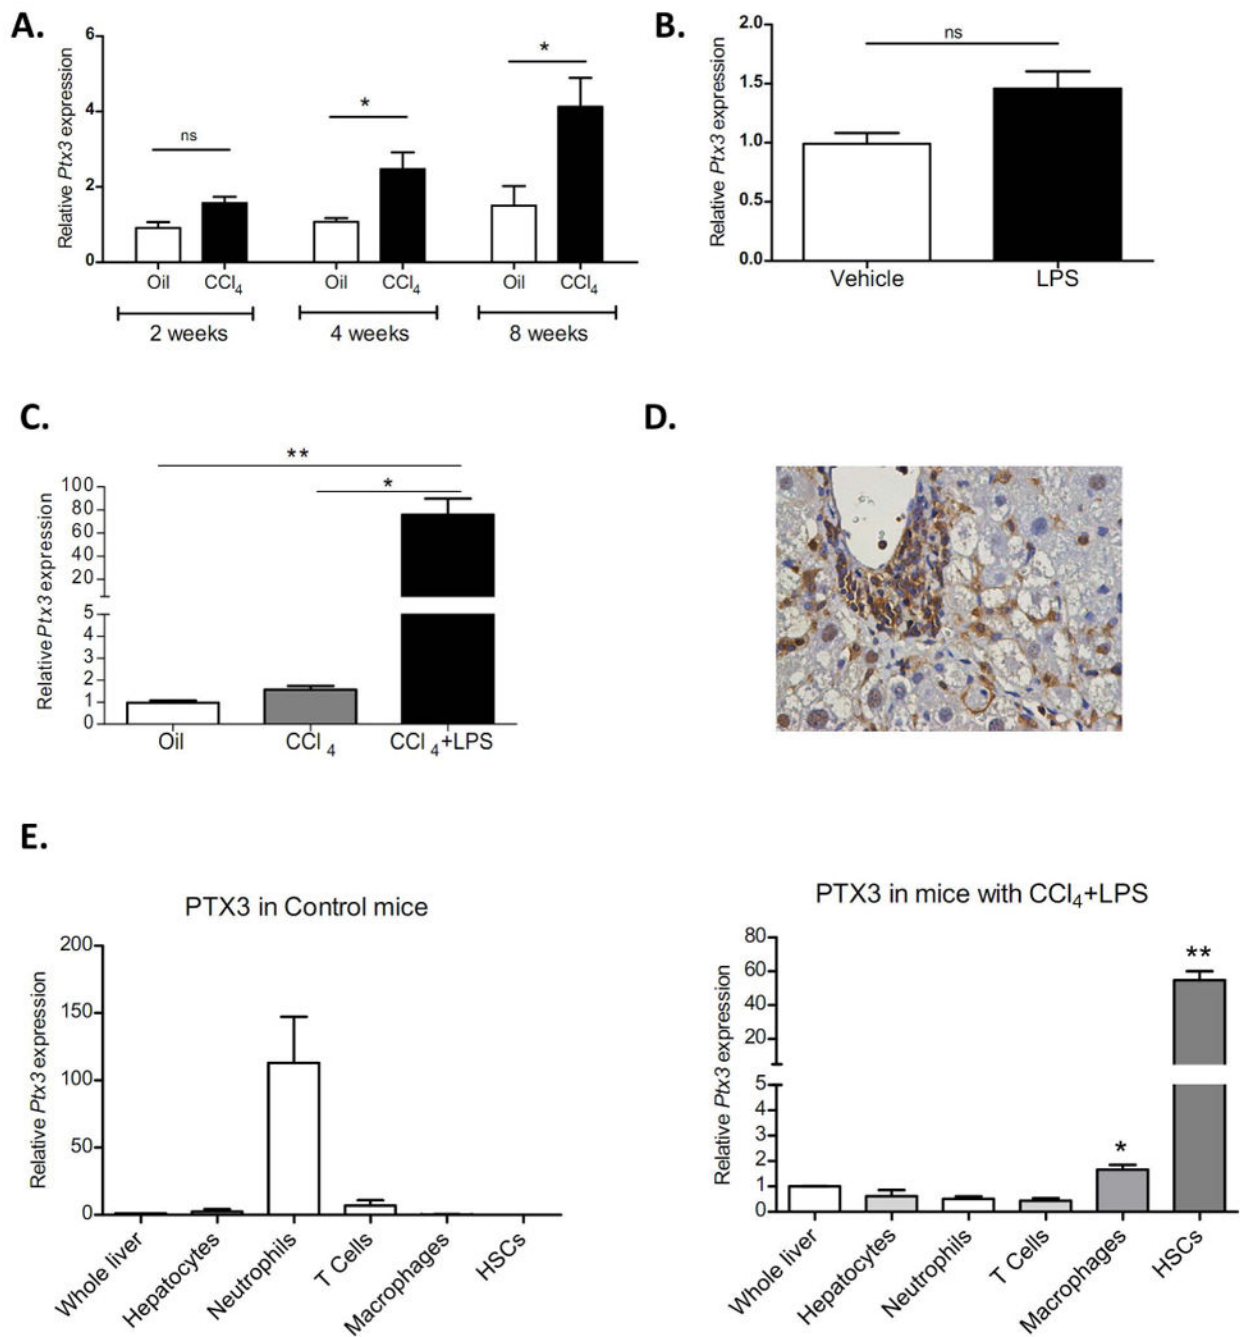 A.
Relative Ptx3 expression
6
4
2
0
ns
*
*
Oil CCl4 Oil CCl4 Oil CCl4
2 weeks 4 weeks 8 weeks
B.
Relative Ptx3 expression
2.0
1.5
1.0
0.5
0.0
ns
Vehicle LPS
C.
Relative Ptx3 expression
**
*
100
80
60
40
20
5
4
3
2
1
0
Oil CCl 4 CCl 4+LPS
D.
E.
PTX3 in Control mice
Relative Ptx3 expression
200
150
100
50
0
Whole liver
Hepatocytes
Neutrophils
T Cells
Macrophages
HSCs
PTX3 in mice with CCl4+LPS
Relative Ptx3 expression
80
60
40
20
5
4
3
2
1
0
*
**
Whole liver
Hepatocytes
Neutrophils
T Cells
Macrophages
HSCs